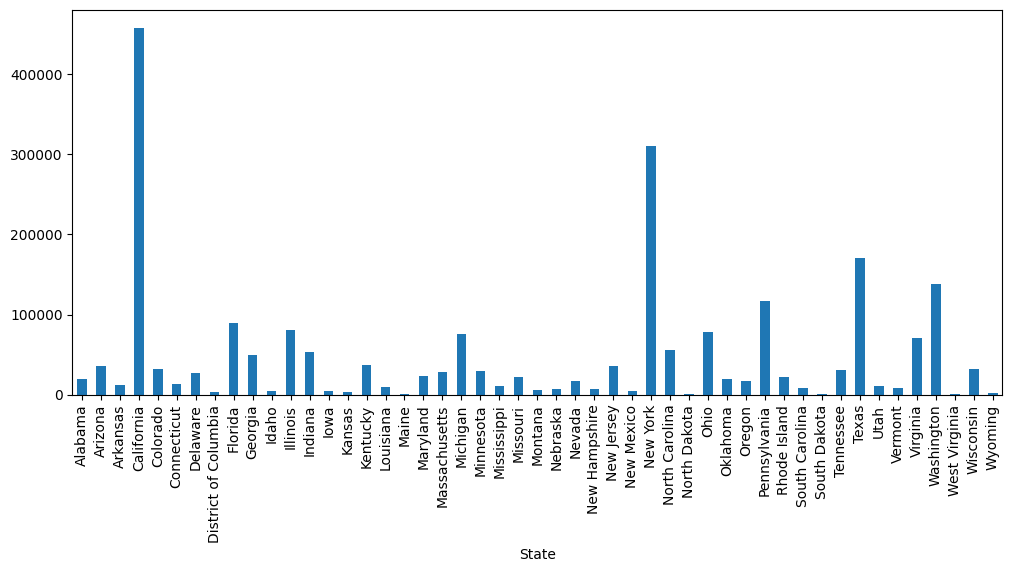 400000
300000
200000
100000
0
Alabama
Arizona
Arkansas
California
Colorado
Connecticut
Delaware
District of Columbia
Florida
Georgia
Idaho
Illinois
Indiana
Iowa
Kansas
Kentucky
Louisiana
Maine
Maryland
Massachusetts
Michigan
Minnesota
Mississippi
Missouri
Montana
Nebraska
Nevada
New Hampshire
New Jersey
New Mexico
New York
North Carolina
North Dakota
Ohio
Oklahoma
Oregon
Pennsylvania
Rhode Island
South Carolina
South Dakota
Tennessee
Texas
Utah
Vermont
Virginia
Washington
West Virginia
Wisconsin
Wyoming
State